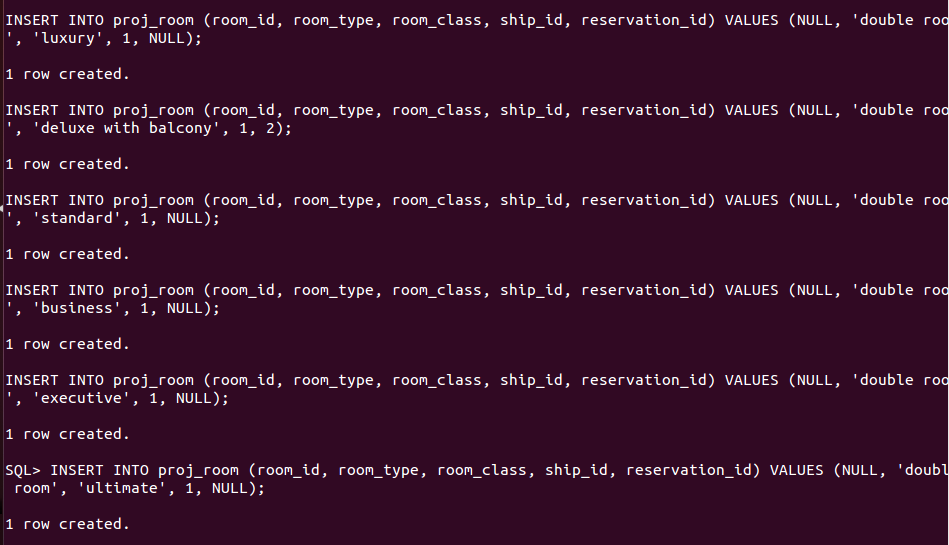 INSERT INTO proj_room (room_id, room_type, room_class, ship_id, reservation_id) VALUES (NULL, 'double roo
', 'luxury', 1, NULL);
1 row created.
INSERT INTO proj_room (room_id, room_type, room_class, ship_id, reservation_id) VALUES (NULL, 'double roo
', 'deluxe with balcony', 1, 2);
1 row created.
INSERT INTO proj_room (room_id, room_type, room_class, ship_id, reservation_id) VALUES (NULL, 'double roo
', 'standard', 1, NULL);
1 row created.
INSERT INTO proj_room (room_id, room_type, room_class, ship_id, reservation_id) VALUES (NULL, 'double roo
', 'business', 1, NULL);
1 row created.
INSERT INTO proj_room (room_id, room_type, room_class, ship_id, reservation_id) VALUES (NULL, 'double roo
', 'executive', 1, NULL);
1 row created.
SQL> INSERT INTO proj_room (room_id, room_type, room_class, ship_id, reservation_id) VALUES (NULL, 'doubl
room', 'ultimate', 1, NULL);
1 row created.